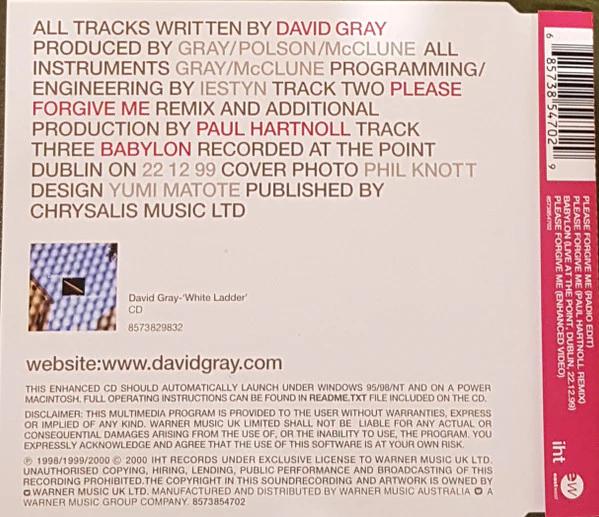 ALL TRACKS WRITTEN BY DAVID GRAY
PRODUCED BY GRAY/POLSON/McCLUNE ALL
INSTRUMENTS GRAY/McCLUNE PROGRAMMING/
ENGINEERING BY IESTYN TRACK TWO PLEASE
FORGIVE ME REMIX AND ADDITIONAL
PRODUCTION BY PAUL HARTNOLL TRACK
THREE BABYLON RECORDED AT THE POINT
DUBLIN ON 22 12 99 COVER PHOTO PHIL KNOTT
DESIGN YUMI MATOTE PUBLISHED BY
CHRYSALIS MUSIC LTD
David Gray-'White Ladder'
CD
8573829832
website:www.davidgray.com
THIS ENHANCED CD SHOULD AUTOMATICALLY LAUNCH UNDER WINDOWS 95/98/NT AND ON A POWER
MACINTOSH. FULL OPERATING INSTRUCTIONS CAN BE FOUND IN README.TXT FILE INCLUDED ON THE CD.
DISCLAIMER: THIS MULTIMEDIA PROGRAM IS PROVIDED TO THE USER WITHOUT WARRANTIES, EXPRESS
OR IMPLIED OF ANY KIND. WARNER MUSIC UK LIMITED SHALL NOT BE LIABLE FOR ANY ACTUAL OR
CONSEQUENTIAL DAMAGES ARISING FROM THE USE OF, OR THE INABILITY TO USE, THE PROGRAM. YOU
EXPRESSLY ACKNOWLEDGE AND AGREE THAT THE USE OF THIS SOFTWARE IS AT YOUR OWN RISK.
℗ 1998/1999/2000 © 2000 IHT RECORDS UNDER EXCLUSIVE LICENSE TO WARNER MUSIC UK LTD.
UNAUTHORISED COPYING, HIRING, LENDING, PUBLIC PERFORMANCE AND BROADCASTING OF THIS
RECORDING PROHIBITED.THE COPYRIGHT IN THIS SOUNDRECORDING AND ARTWORK IS OWNED BY
WARNER MUSIC UK LTD. MANUFACTURED AND DISTRIBUTED BY WARNER MUSIC AUSTRALIA A
WARNER MUSIC GROUP COMPANY. 8573854702
6 85738 54702 9
PLEASE FORGIVE ME (RADIO EDIT)
PLEASE FORGIVE ME (PAUL HARTNOLL REMIX)
BABYLON (LIVE AT THE POINT, DUBLIN, 22.12.99)
PLEASE FORGIVE ME (ENHANCED VIDEO)
8573854702
iht
ew
eastwest